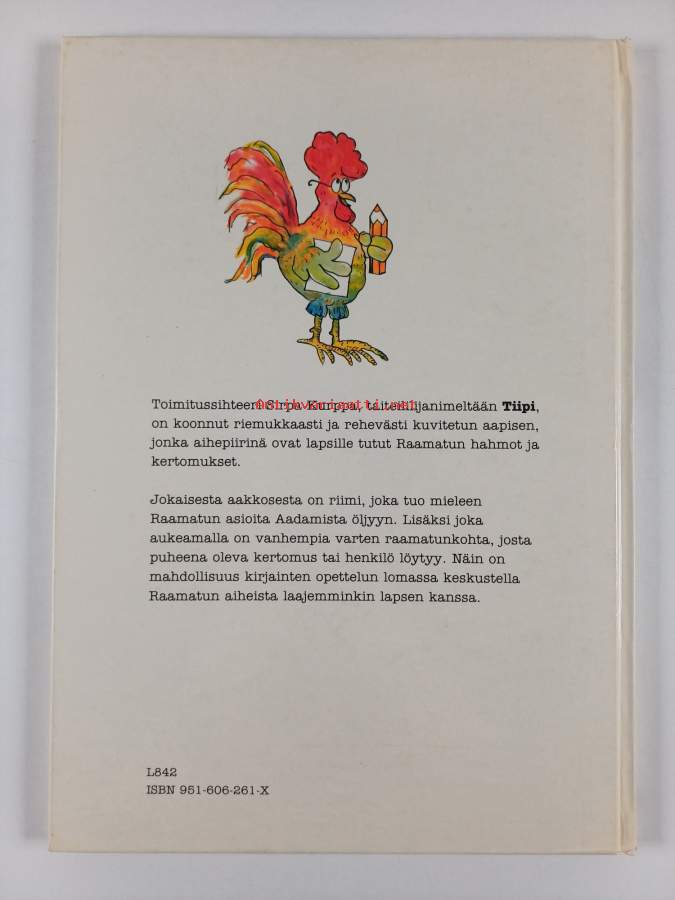 Toimitussihteeri Sirpa Kurppa, taiteilijanimeltään Tiipi,
on koonnut riemukkaasti ja rehevästi kuvitetun aapisen,
jonka aihepiirinä ovat lapsille tutut Raamatun hahmot ja
kertomukset.
Jokaisesta aakkosesta on riimi, joka tuo mieleen
Raamatun asioita Aadamista öljyyn. Lisäksi joka
aukeamalla on vanhempia varten raamatunkohta, josta
puheena oleva kertomus tai henkilö löytyy. Näin on
mahdollisuus kirjainten opettelun lomassa keskustella
Raamatun aiheista laajemminkin lapsen kanssa.
L842
ISBN 951-606-261-X